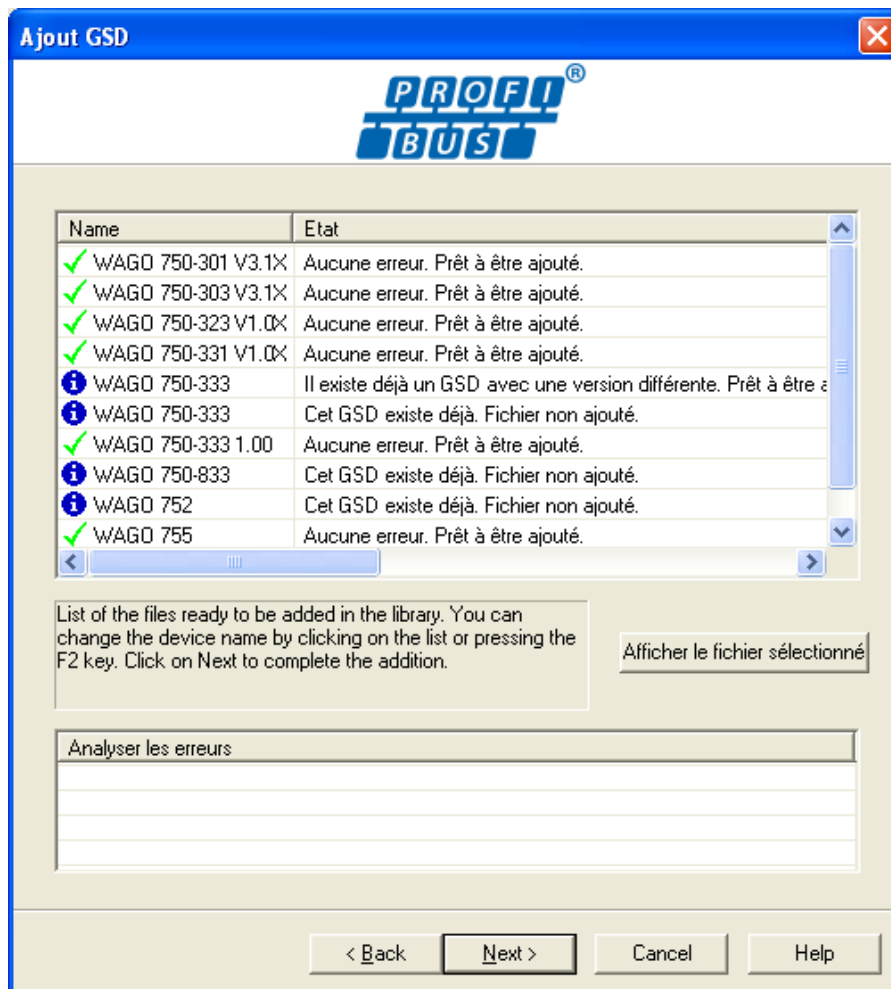 Ajout GSD
PROFI
BUS
®
Name Etat
WAGO 750-301 V3.1X Aucune erreur. Prêt à être ajouté.
WAGO 750-303 V3.1X Aucune erreur. Prêt à être ajouté.
WAGO 750-323 V1.0X Aucune erreur. Prêt à être ajouté.
WAGO 750-331 V1.0X Aucune erreur. Prêt à être ajouté.
WAGO 750-333 Il existe déjà un GSD avec une version différente. Prêt à être a
WAGO 750-333 Cet GSD existe déjà. Fichier non ajouté.
WAGO 750-333 1.00 Aucune erreur. Prêt à être ajouté.
WAGO 750-833 Cet GSD existe déjà. Fichier non ajouté.
WAGO 752 Cet GSD existe déjà. Fichier non ajouté.
WAGO 755 Aucune erreur. Prêt à être ajouté.
List of the files ready to be added in the library. You can
change the device name by clicking on the list or pressing the
F2 key. Click on Next to complete the addition.
Afficher le fichier sélectionné
Analyser les erreurs
< Back Next > Cancel Help